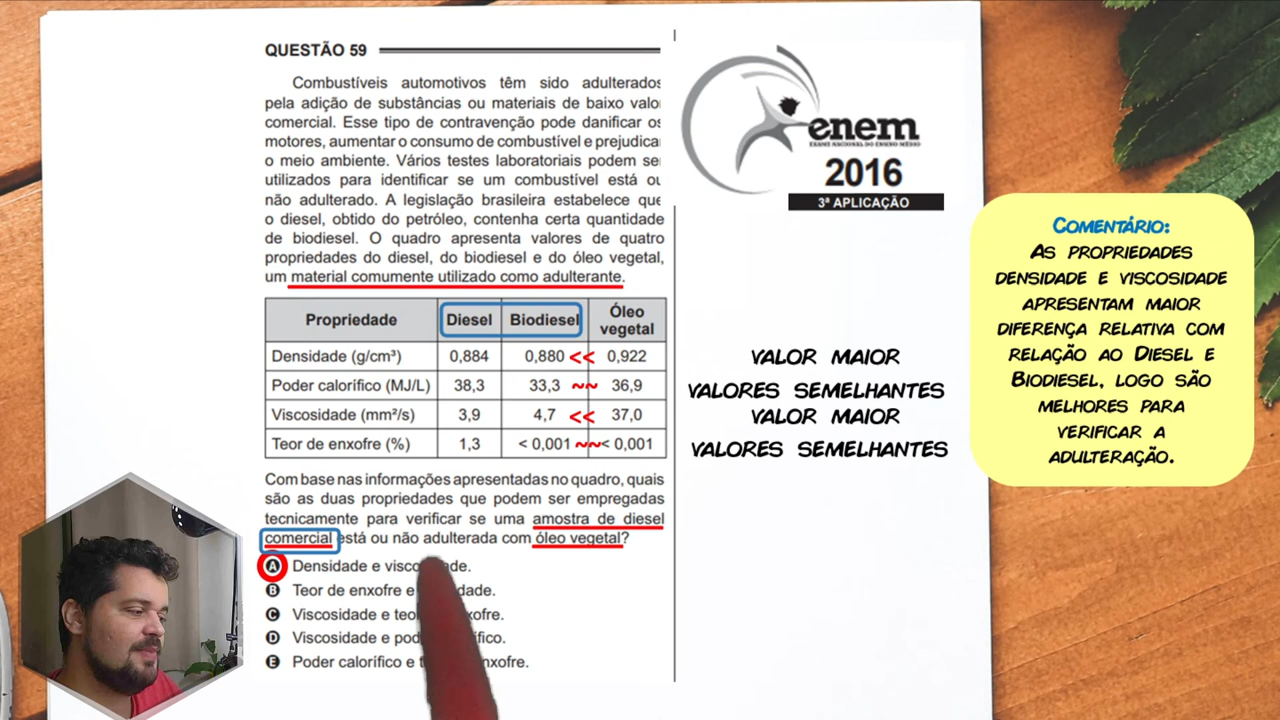 QUESTÃO 59
Combustíveis automotivos têm sido adulterados
pela adição de substâncias ou materiais de baixo valo
comercial. Esse tipo de contravenção pode danificar os
motores, aumentar o consumo de combustível e prejudica
o meio ambiente. Vários testes laboratoriais podem se
utilizados para identificar se um combustível está ou
não adulterado. A legislação brasileira estabelece que
o diesel, obtido do petróleo, contenha certa quantidade
de biodiesel. O quadro apresenta valores de quatro
propriedades do diesel, do biodiesel e do óleo vegetal,
um material comumente utilizado como adulterante.
Propriedade Diesel Biodiesel Óleo vegetal
Densidade (g/cm³) 0,884 0,880 << 0,922
Poder calorífico (MJ/L) 38,3 33,3 ~~ 36,9
Viscosidade (mm²/s) 3,9 4,7 << 37,0
Teor de enxofre (%) 1,3 < 0,001 ~~ < 0,001
Com base nas informações apresentadas no quadro, quais
são as duas propriedades que podem ser empregadas
tecnicamente para verificar se uma amostra de diesel
comercial está ou não adulterada com óleo vegetal?
A Densidade e visco de.
B Teor de enxofre e dade.
C Viscosidade e teo xofre.
D Viscosidade e pod fico.
E Poder calorífico e t nxofre.
enem
EXAME NACIONAL DO ENSINO MÉDIO
2016
3ª APLICAÇÃO
VALOR MAIOR
VALORES SEMELHANTES
VALOR MAIOR
VALORES SEMELHANTES
COMENTÁRIO:
AS PROPRIEDADES
DENSIDADE E VISCOSIDADE
APRESENTAM MAIOR
DIFERENÇA RELATIVA COM
RELAÇÃO AO DIESEL E
BIODIESEL, LOGO SÃO
MELHORES PARA
VERIFICAR A
ADULTERAÇÃO.